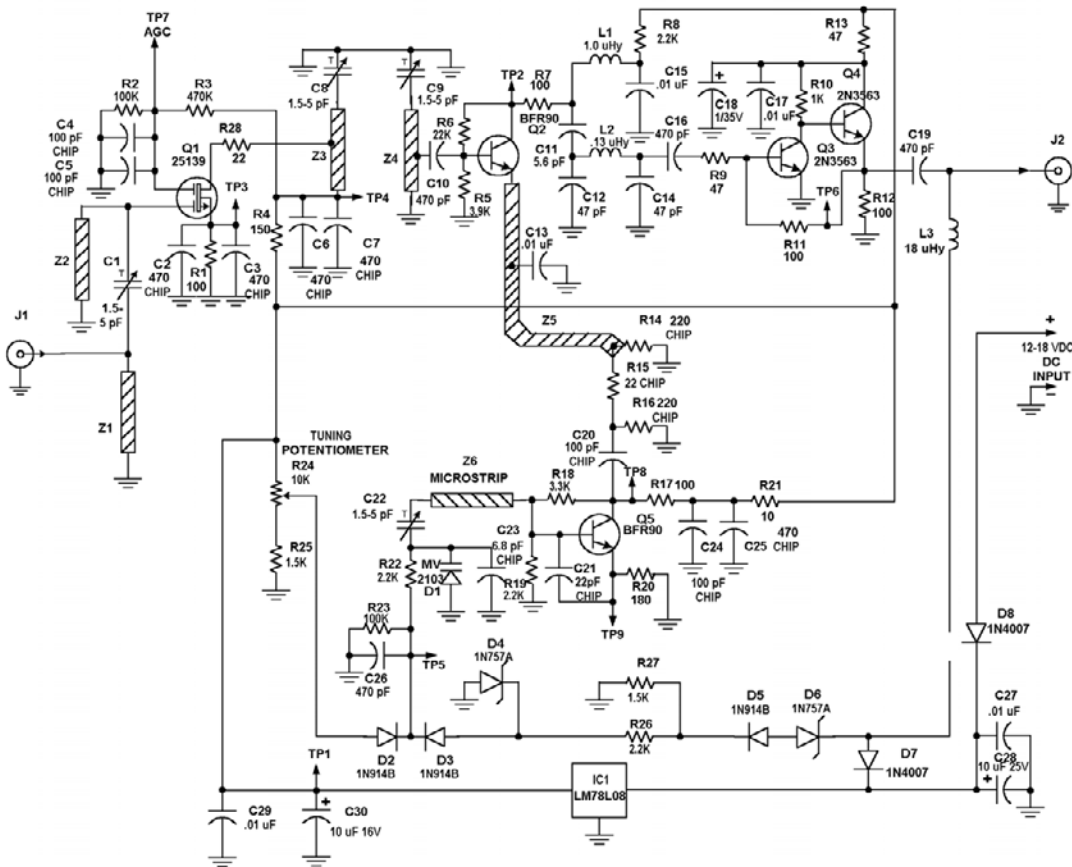 TP7
AGC
R2
100K
R3
470K
C4
100 pF
CHIP
C5
100 pF
CHIP
Q1
25139
R28
22
TP3
Z2
C1
T
1.5-
5 pF
C2
470
CHIP
R1
100
C3
470
CHIP
J1
Z1
R4
150
C6
470
CHIP
C7
470
CHIP
TP4
T
C8
1.5-5 pF
Z3
T
C9
1.5-5 pF
Z4
R6
22K
C10
470 pF
R5
3.9K
TP2
R7
100
BFR90
Q2
L1
1.0 uHy
C11
5.6 pF
L2
.13 uHy
C12
47 pF
C14
47 pF
R8
2.2K
C15
.01 uF
C16
470 pF
R9
47
C18
1/35V
+
C17
.01 uF
R10
1K
R13
47
Q4
2N3563
Q3
2N3563
TP6
R11
100
R12
100
C19
470 pF
J2
L3
18 uHy
C13
.01 uF
Z5
R14
220
CHIP
R15
22 CHIP
R16
220
CHIP
C20
100 pF
CHIP
+
12-18 VDC
DC
INPUT
−
TUNING
POTENTIOMETER
R24
10K
R25
1.5K
Z6
MICROSTRIP
C22
1.5-5 pF
T
R18
3.3K
TP8
R17
100
R21
10
C23
6.8 pF
CHIP
Q5
BFR90
C24
100 pF
CHIP
C25
470
CHIP
R22
2.2K
MV
2103
D1
R19
2.2K
C21
22pF
CHIP
R20
180
TP9
R23
100K
C26
470 pF
TP5
D4
1N757A
R27
1.5K
R26
2.2K
D5
1N914B
D6
1N757A
D8
1N4007
C27
.01 uF
C28
10 uF 25V
+
D7
1N4007
D2
1N914B
D3
1N914B
TP1
IC1
LM78L08
C29
.01 uF
+
C30
10 uF 16V